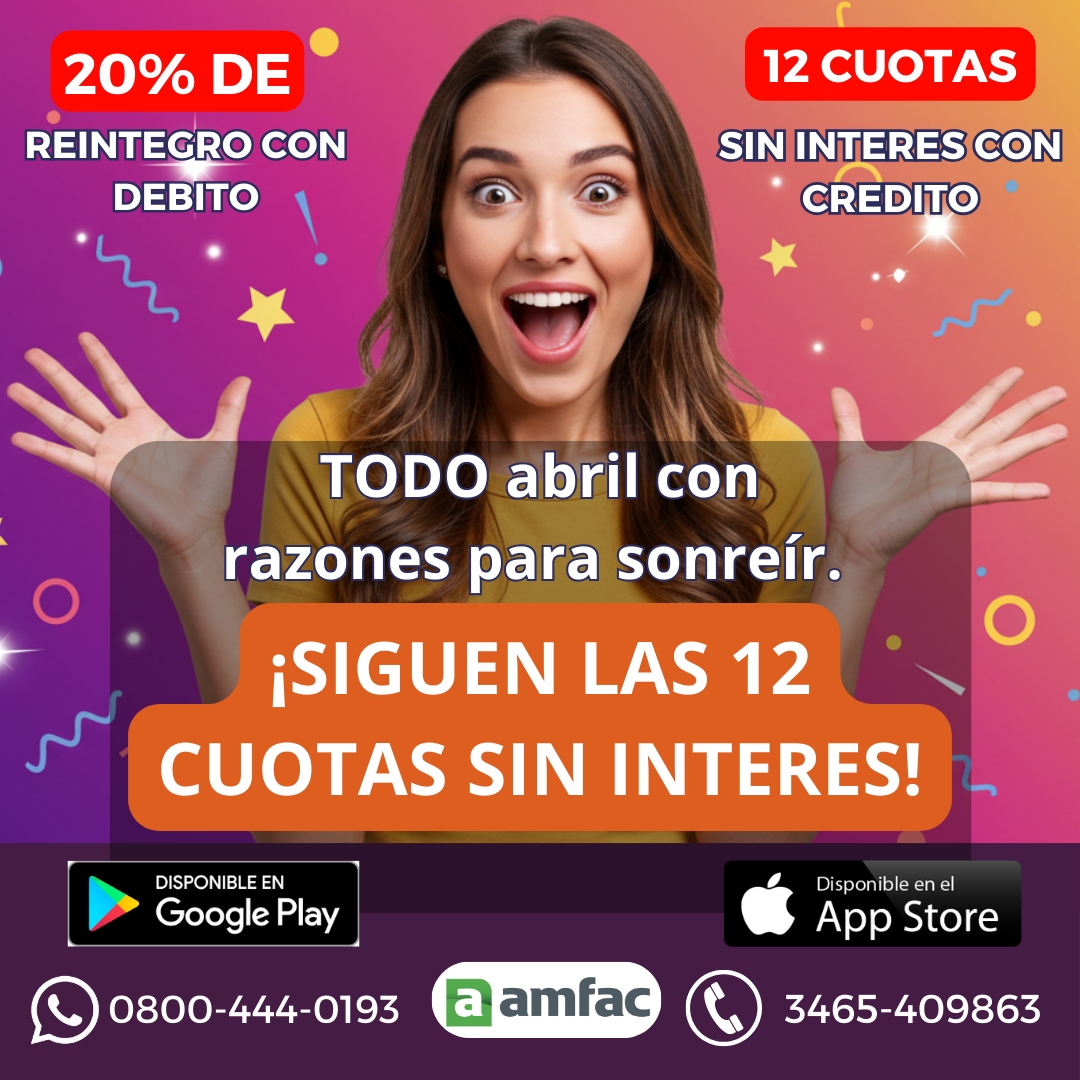 20% DE
REINTEGRO CON
DEBITO
12 CUOTAS
SIN INTERES CON
CREDITO
TODO abril con
razones para sonreír.
¡SIGUEN LAS 12
CUOTAS SIN INTERES!
DISPONIBLE EN
Google Play
Disponible en el
App Store
0800-444-0193
a amfac
3465-409863